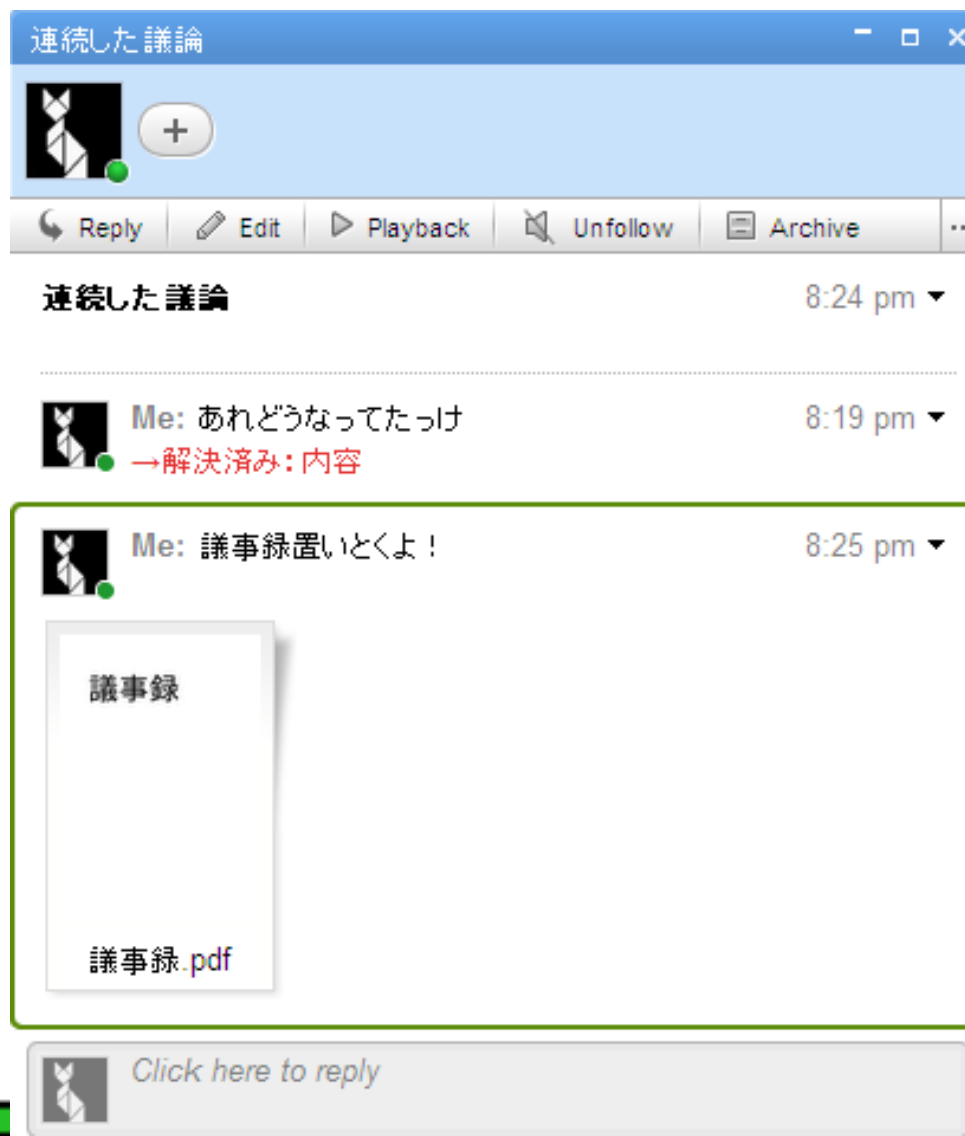 連続した議論
Reply Edit Playback Unfollow Archive
連続した議論 8:24 pm
Me: あれどうなってたっけ 8:19 pm
→解決済み：内容
Me: 議事録置いとくよ！ 8:25 pm
議事録
議事録.pdf
Click here to reply